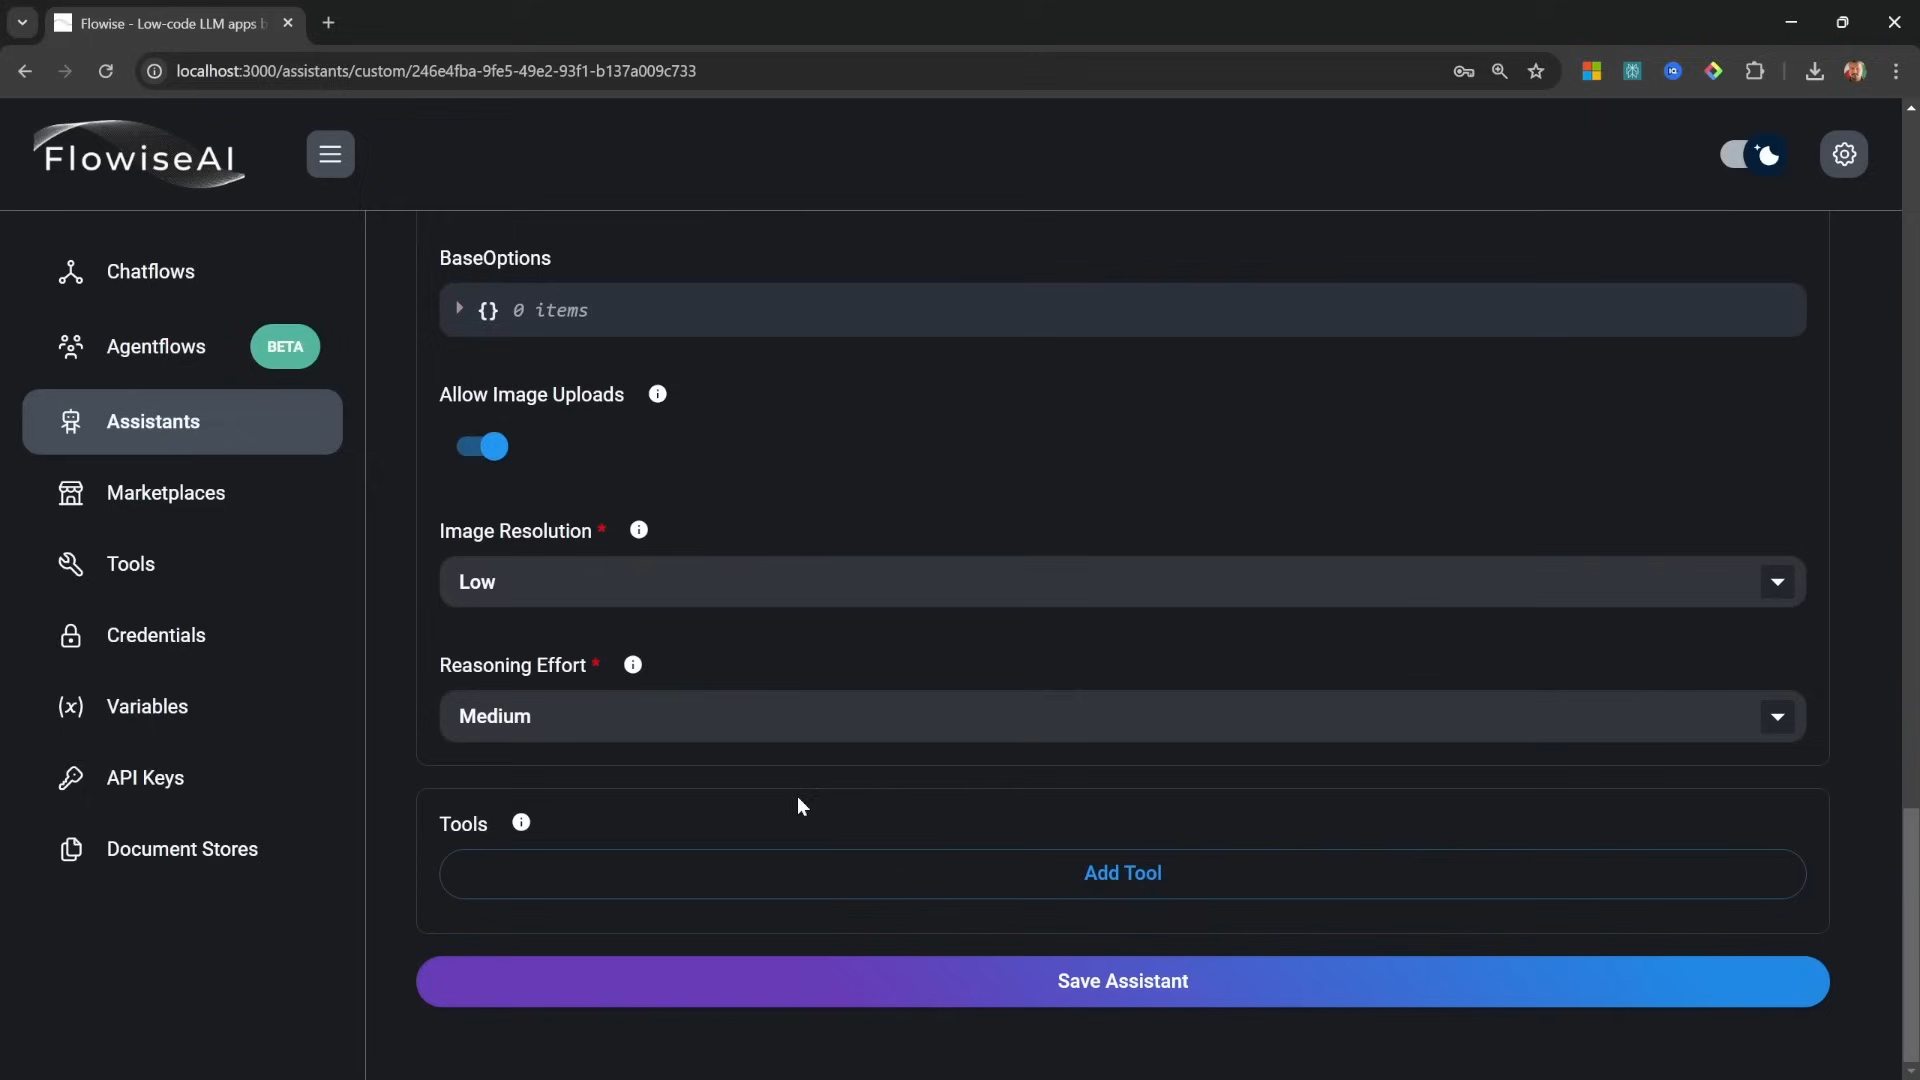 Flowise - Low-code LLM apps b
localhost:3000/assistants/custom/246e4fba-9fe5-49e2-93f1-b137a009c733
FlowiseAI
Chatflows
Agentflows BETA
Assistants
Marketplaces
Tools
Credentials
(x) Variables
API Keys
Document Stores
BaseOptions
{} 0 items
Allow Image Uploads
Image Resolution *
Low
Reasoning Effort *
Medium
Tools
Add Tool
Save Assistant